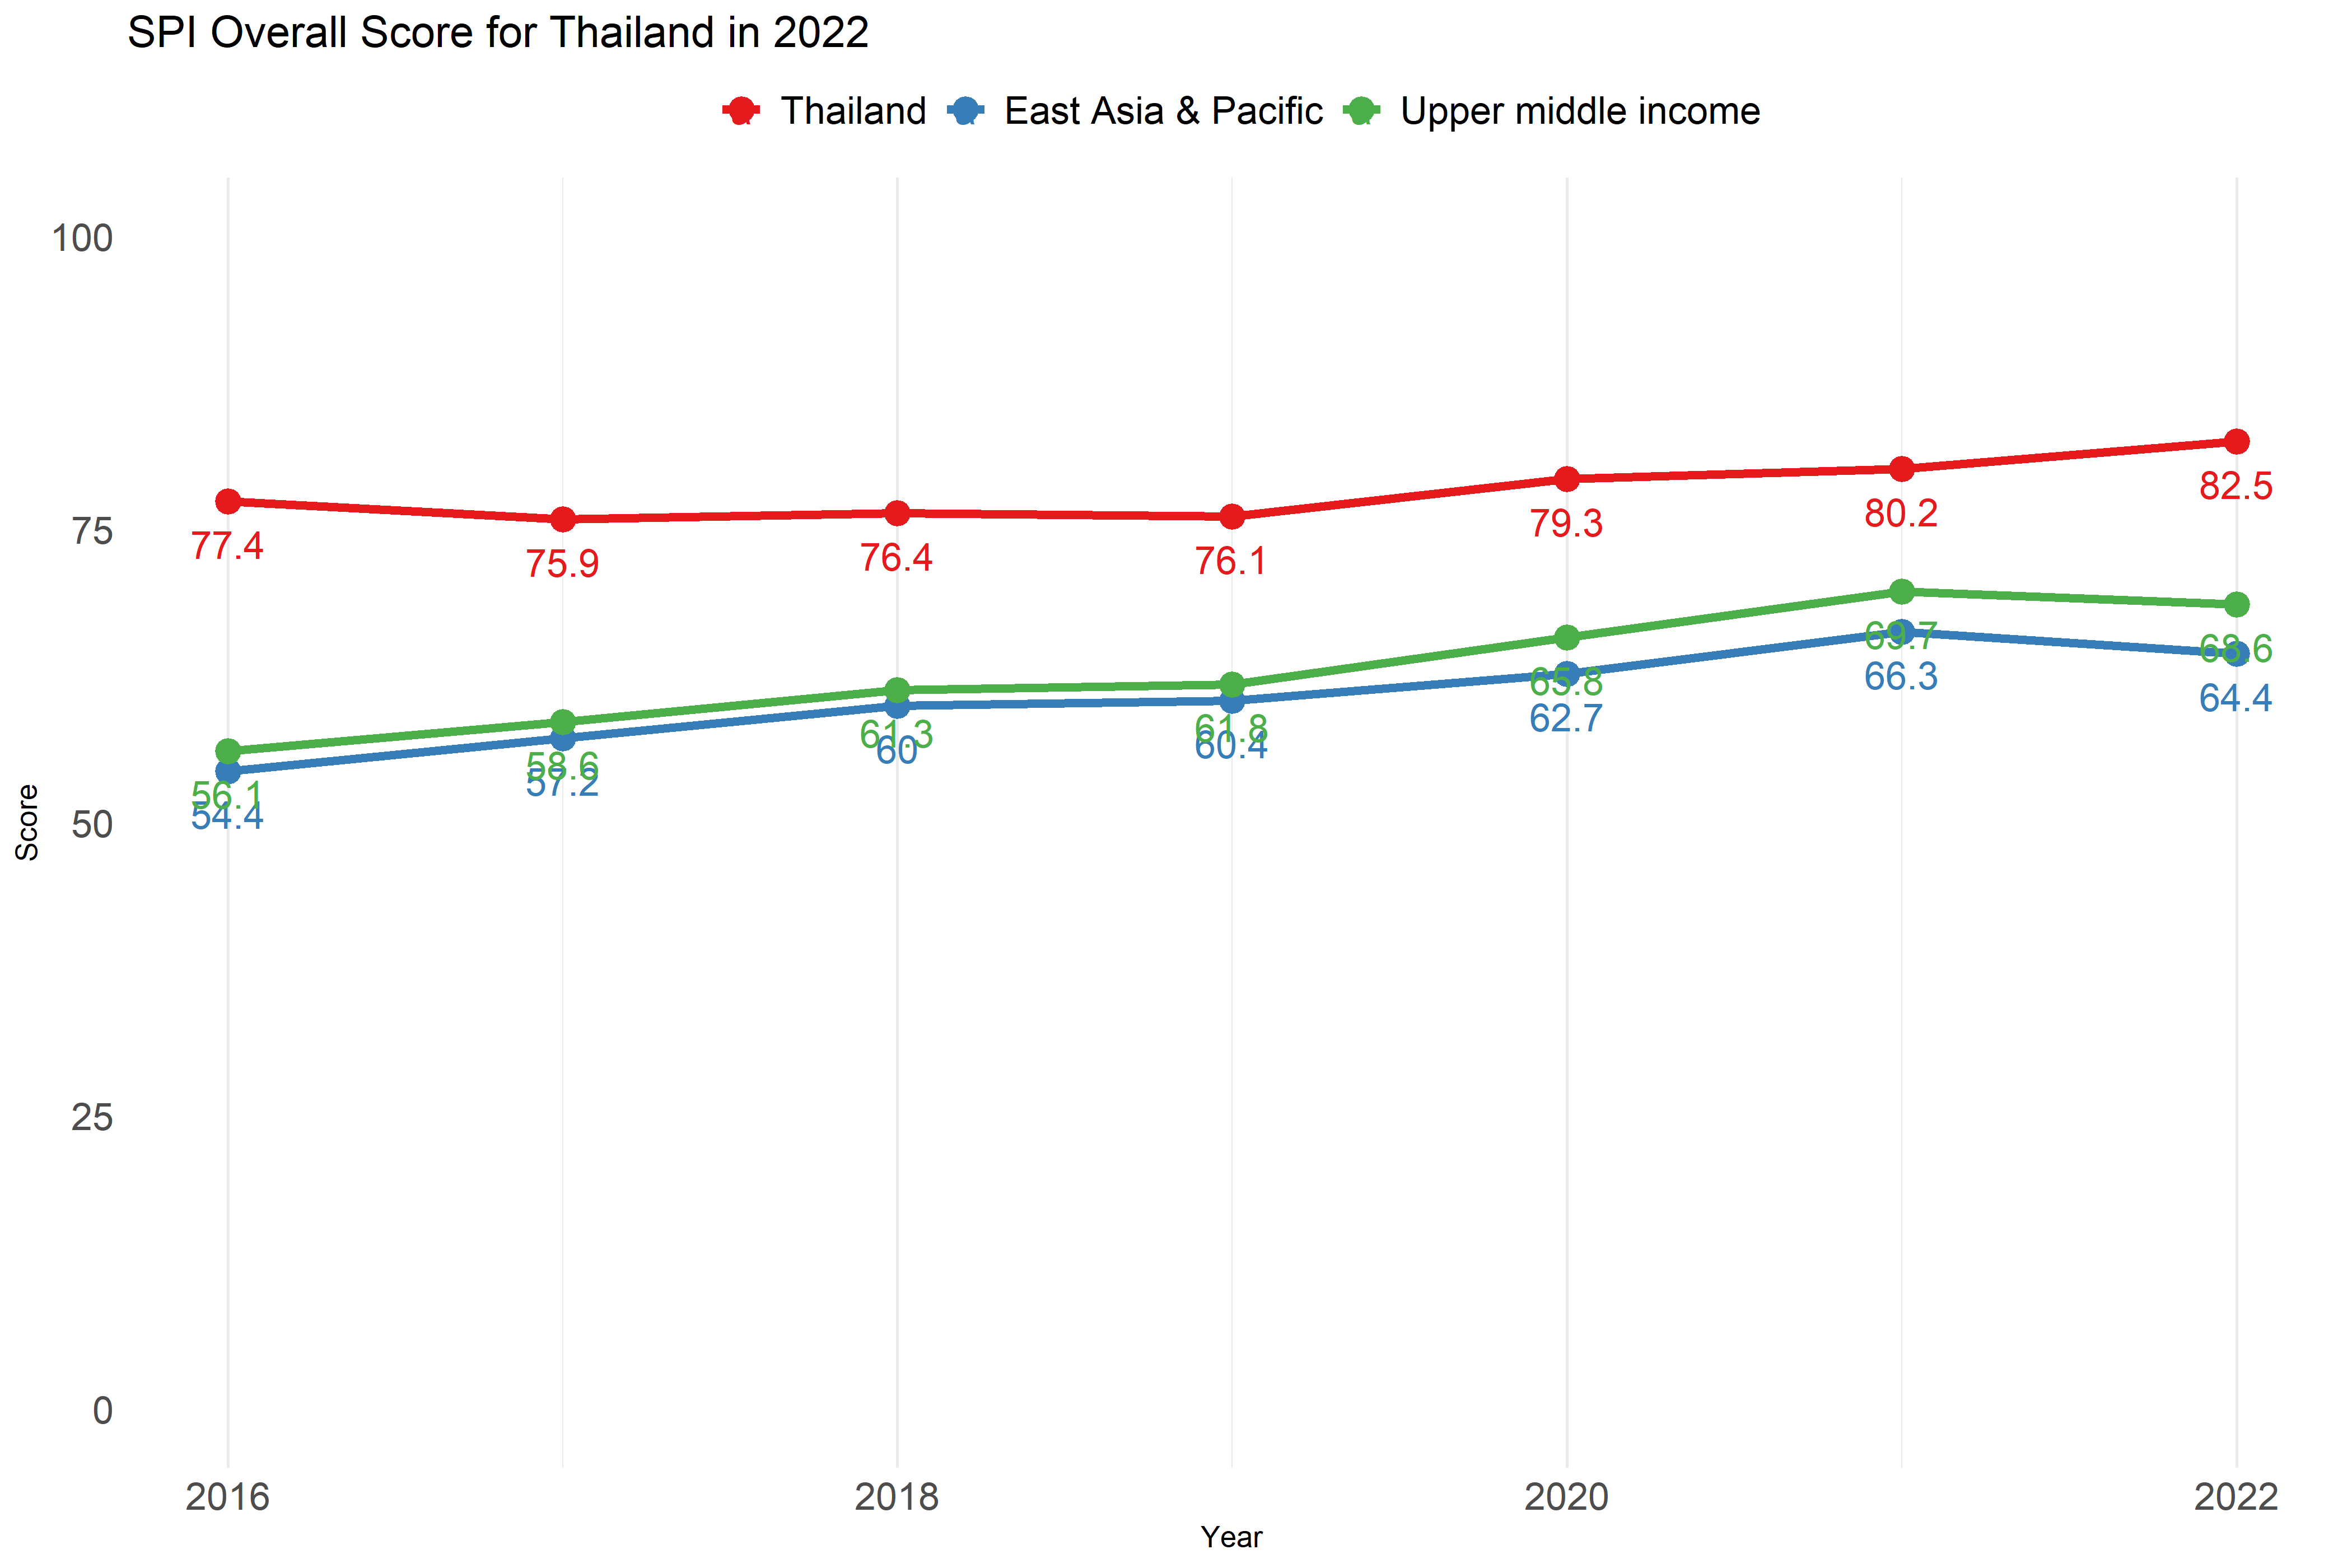 SPI Overall Score for Thailand in 2022
Thailand East Asia & Pacific Upper middle income
100
75
50
25
0
Score
77.4 75.9 76.4 76.1 79.3 80.2 82.5
56.1 58.6 61.3 61.8 65.8 69.7 68.6
54.4 57.2 60 60.4 62.7 66.3 64.4
2016 2018 2020 2022
Year